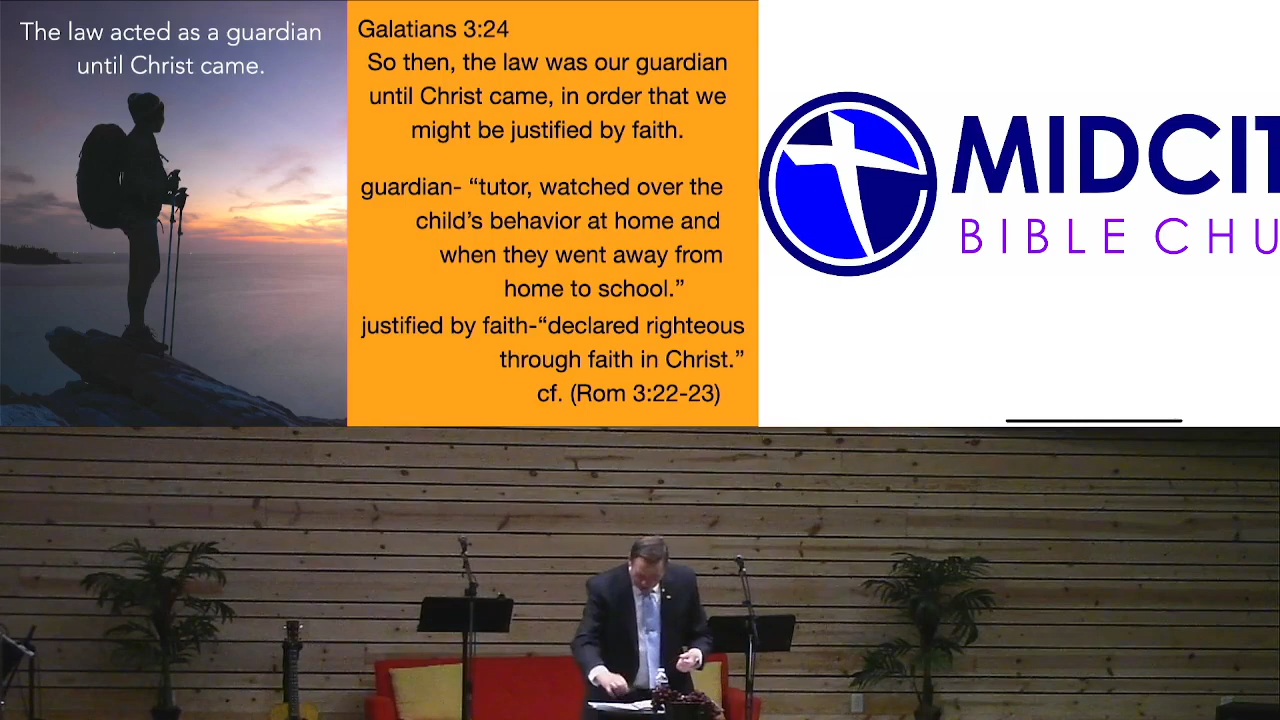 The law acted as a guardian
until Christ came.
Galatians 3:24
So then, the law was our guardian
until Christ came, in order that we
might be justified by faith.
guardian- “tutor, watched over the
child’s behavior at home and
when they went away from
home to school.”
justified by faith-“declared righteous
through faith in Christ.”
cf. (Rom 3:22-23)
MIDCIT
BIBLE CHU